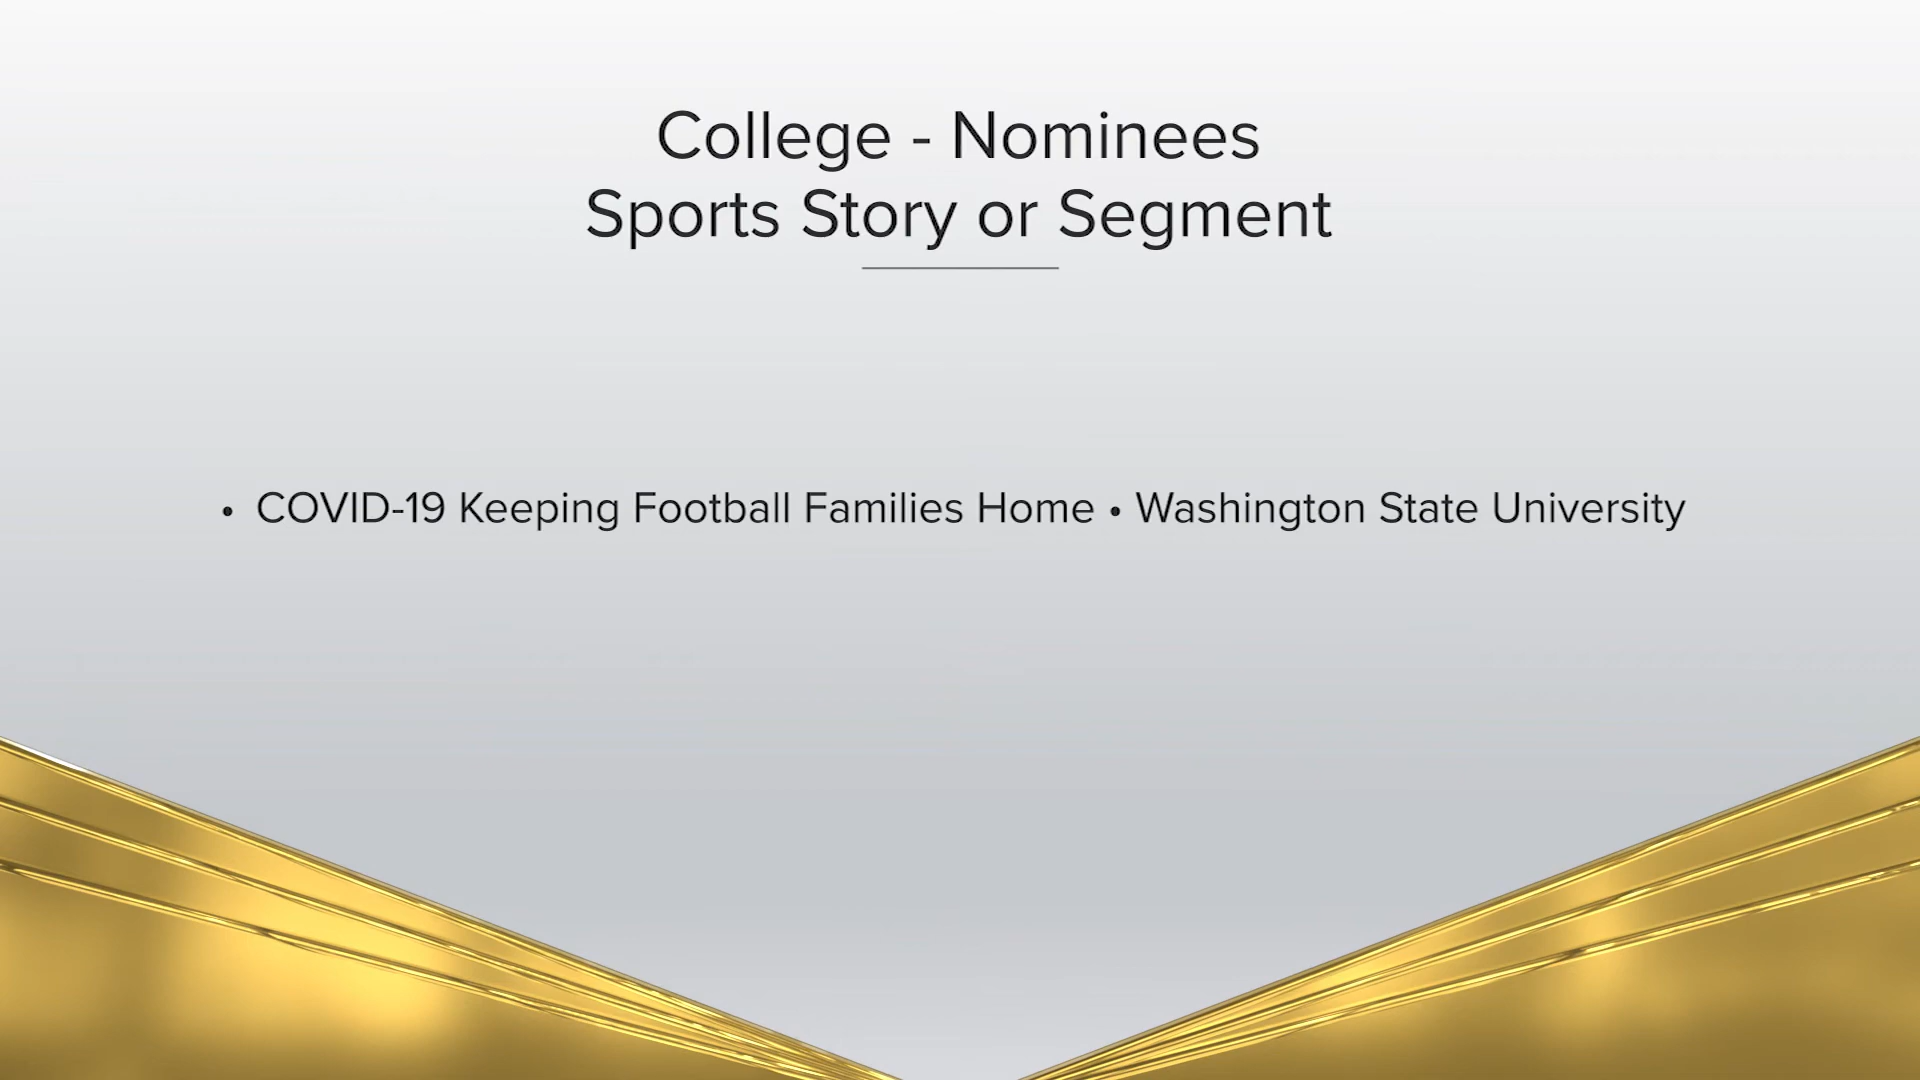 College - Nominees
Sports Story or Segment
• COVID-19 Keeping Football Families Home • Washington State University